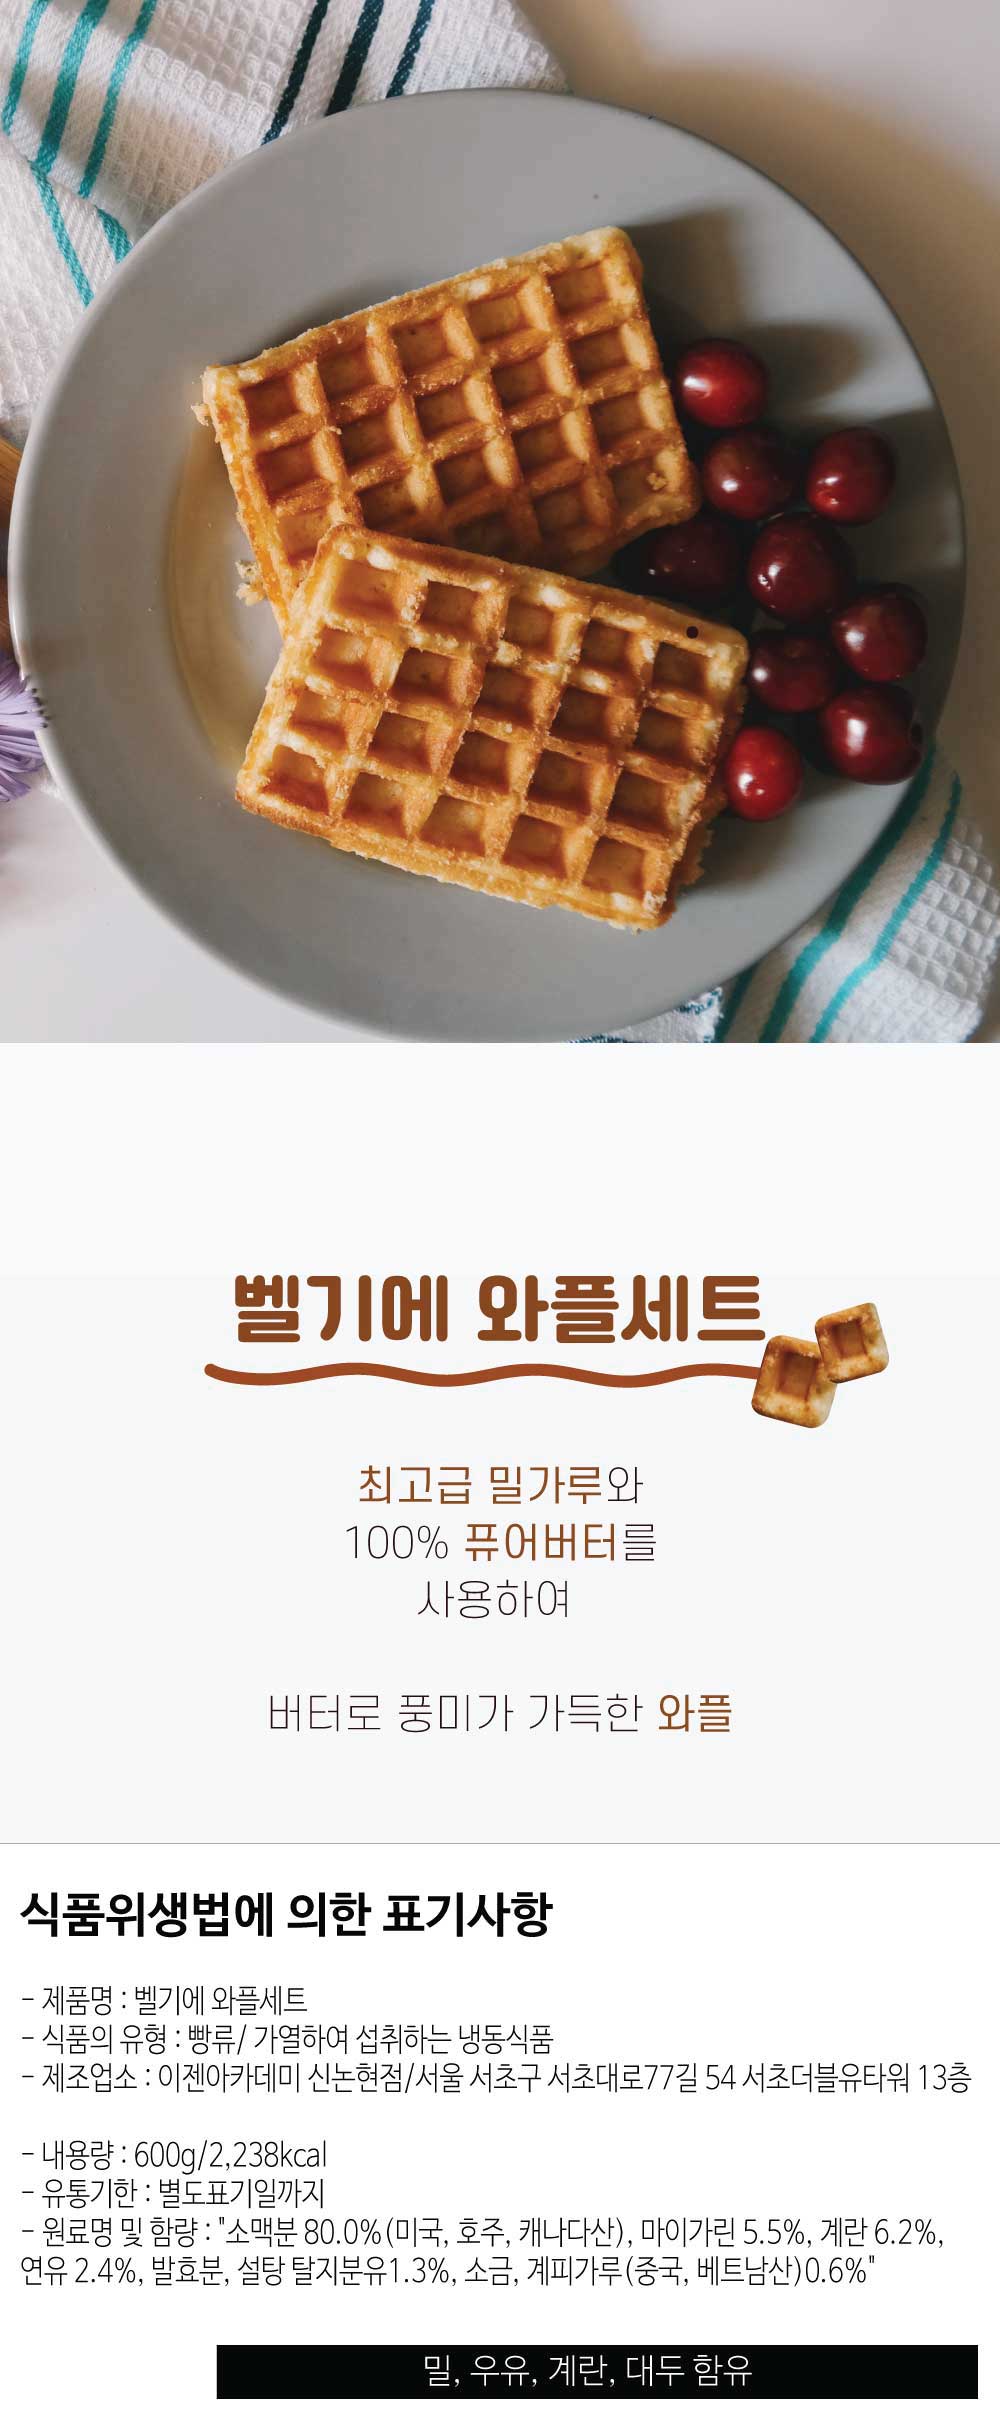 벨기에 와플세트
최고급 밀가루와
100% 퓨어버터를
사용하여
버터로 풍미가 가득한 와플
식품위생법에 의한 표기사항
- 제품명 : 벨기에 와플세트
- 식품의 유형 : 빵류/ 가열하여 섭취하는 냉동식품
- 제조업소 : 이젠아카데미 신논현점/서울 서초구 서초대로77길 54 서초더블유타워 13층
- 내용량 : 600g/2,238kcal
- 유통기한 : 별도표기일까지
- 원료명 및 함량 : "소맥분 80.0%(미국, 호주, 캐나다산), 마이가린 5.5%, 계란 6.2%,
연유 2.4%, 발효분, 설탕 탈지분유1.3%, 소금, 계피가루(중국, 베트남산)0.6%"
밀, 우유, 계란, 대두 함유